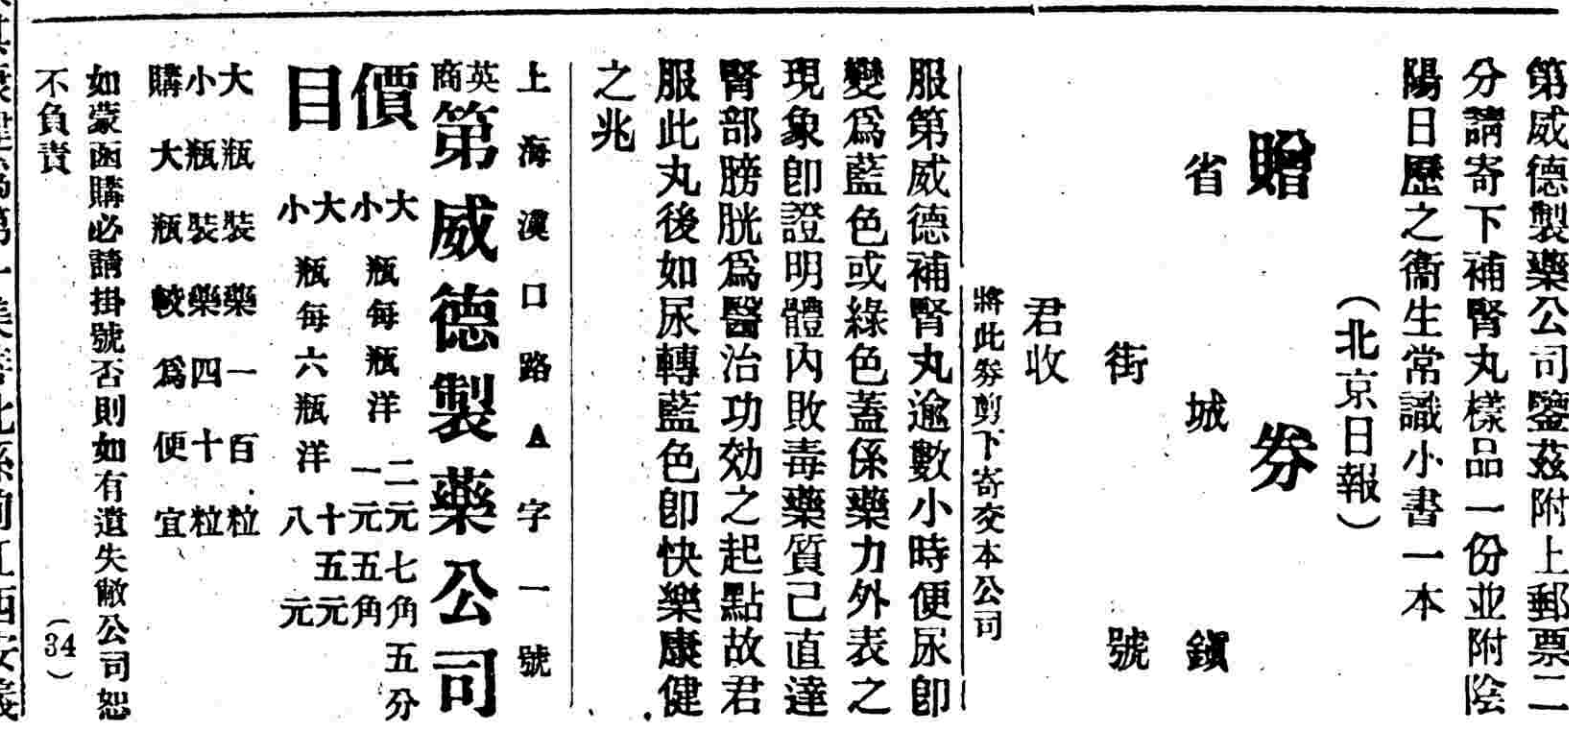 第威德製藥公司鑒茲附上郵票二
分請寄下補腎丸樣品一份並附陰
陽日歷之衞生常識小書一本
（北京日報）
贈券
省城鎭
街號
君收
將此券剪下寄交本公司
服第威德補腎丸逾數小時便尿卽
變爲藍色或綠色蓋係藥力外表之
現象卽證明體內敗毒藥質已直達
腎部膀胱爲醫治功効之起點故君
服此丸後如尿轉藍色卽快樂康健
之兆
上海漢口路A字一號
英商第威德製藥公司
價目
大瓶每瓶洋二元七角五分
小瓶每瓶洋一元五角
大瓶每六瓶洋十五元
小瓶每六瓶洋八元
大瓶裝藥一百粒
小瓶裝藥四十粒
購大瓶較爲便宜
如蒙函購必請掛號否則如有遺失敝公司恕
不負責
（34）